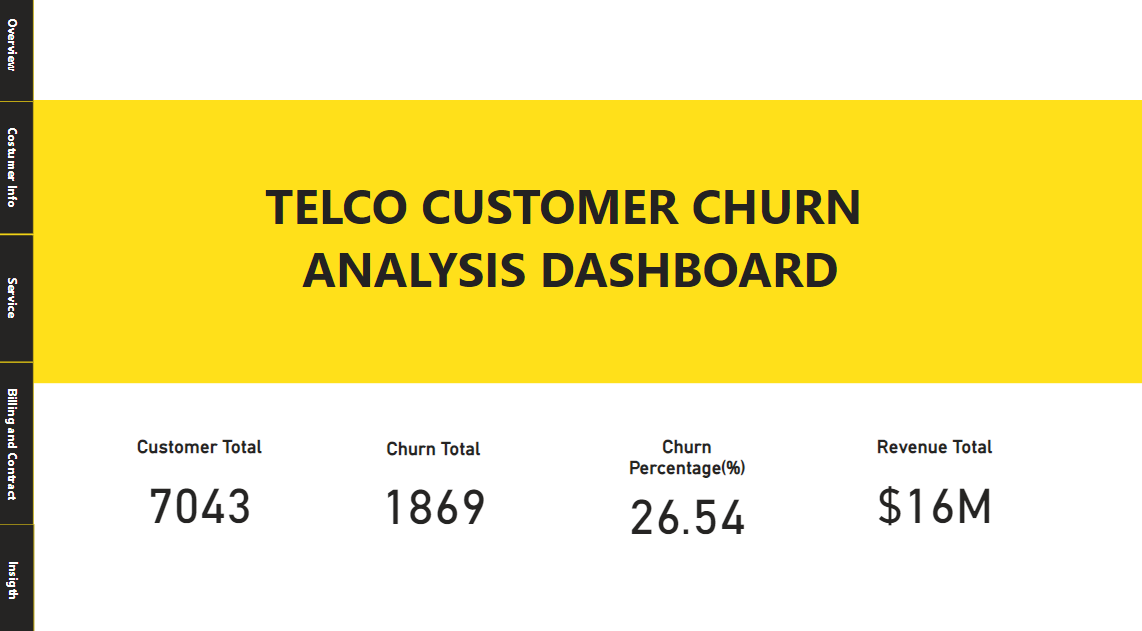 Overview
Costumer Info
Service
Billing and Contract
Insigth
TELCO CUSTOMER CHURN
ANALYSIS DASHBOARD
Customer Total
7043
Churn Total
1869
Churn
Percentage(%)
26.54
Revenue Total
$16M